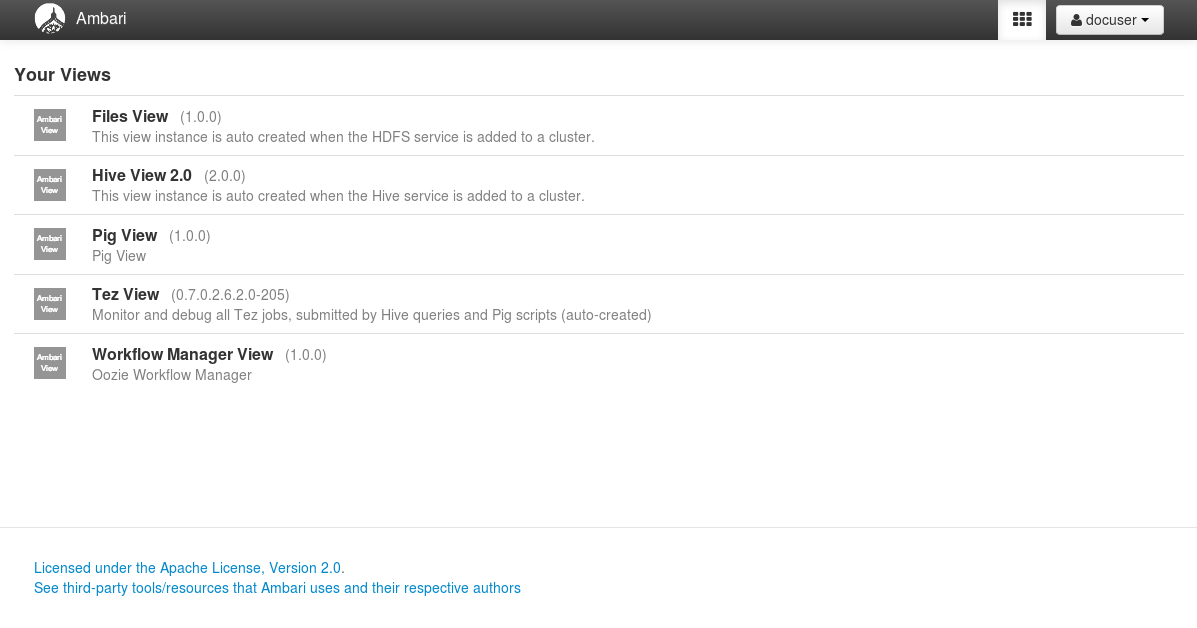 Ambari
docuser
Your Views
Ambari
View
Files View (1.0.0)
This view instance is auto created when the HDFS service is added to a cluster.
Ambari
View
Hive View 2.0 (2.0.0)
This view instance is auto created when the Hive service is added to a cluster.
Ambari
View
Pig View (1.0.0)
Pig View
Ambari
View
Tez View (0.7.0.2.6.2.0-205)
Monitor and debug all Tez jobs, submitted by Hive queries and Pig scripts (auto-created)
Ambari
View
Workflow Manager View (1.0.0)
Oozie Workflow Manager
Licensed under the Apache License, Version 2.0.
See third-party tools/resources that Ambari uses and their respective authors